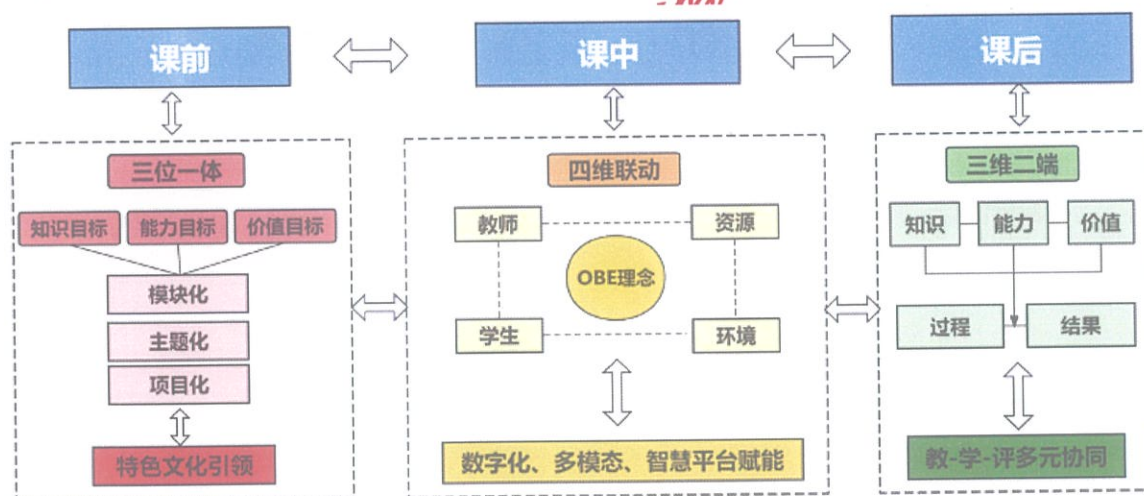 课前
课中
课后
三位一体
知识目标
能力目标
价值目标
模块化
主题化
项目化
特色文化引领
四维联动
教师
资源
OBE理念
学生
环境
数字化、多模态、智慧平台赋能
三维二端
知识
能力
价值
过程
结果
教-学-评多元协同